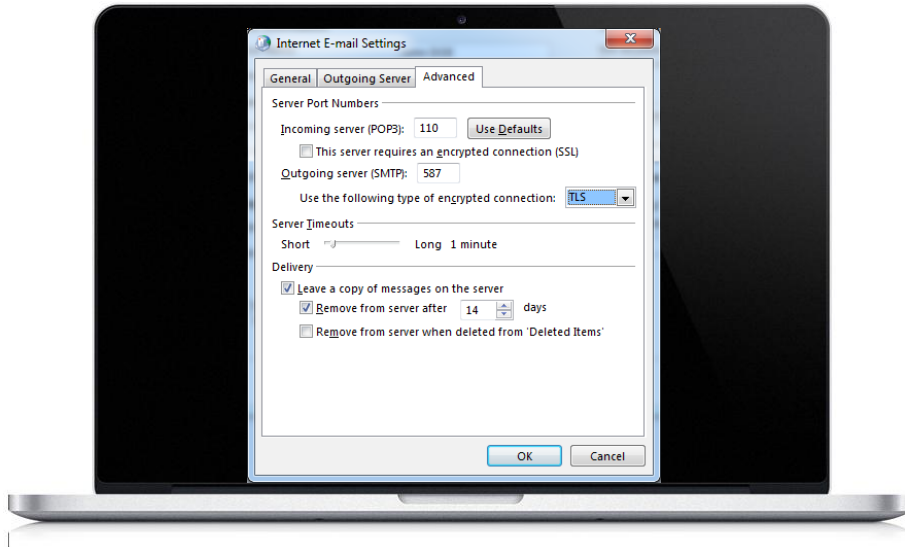 Internet E-mail Settings
General Outgoing Server Advanced
Server Port Numbers
Incoming server (POP3): 110 Use Defaults
This server requires an encrypted connection (SSL)
Outgoing server (SMTP): 587
Use the following type of encrypted connection: TLS
Server Timeouts
Short Long 1 minute
Delivery
Leave a copy of messages on the server
Remove from server after 14 days
Remove from server when deleted from 'Deleted Items'
OK Cancel